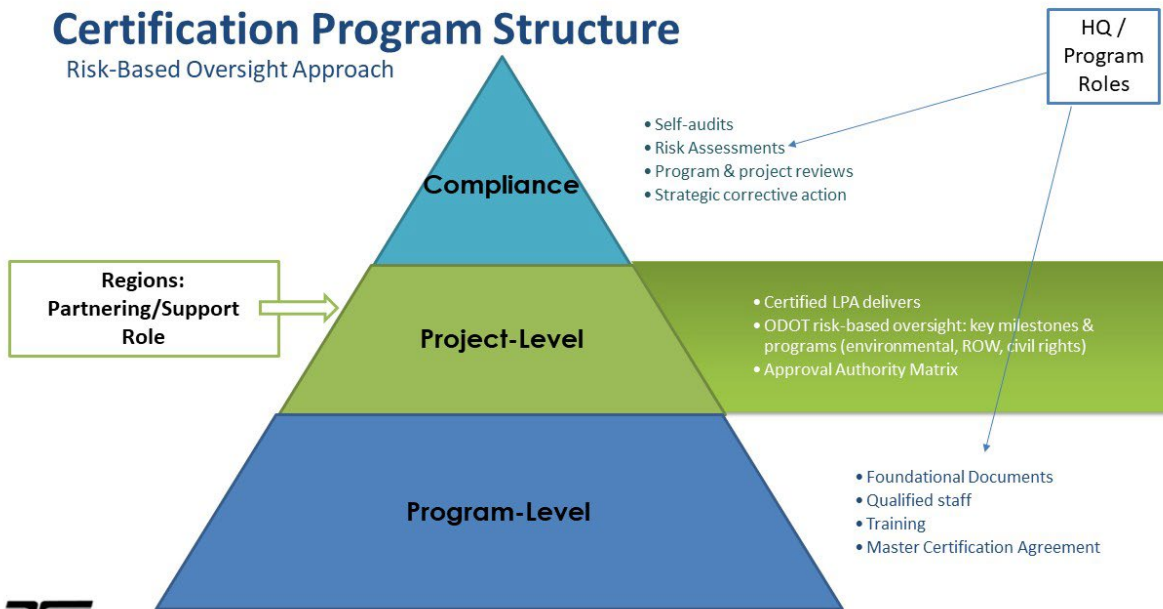 Certification Program Structure
Risk-Based Oversight Approach
HQ /
Program
Roles
• Self-audits
• Risk Assessments
• Program & project reviews
• Strategic corrective action
Compliance
Regions:
Partnering/Support
Role
Project-Level
• Certified LPA delivers
• ODOT risk-based oversight: key milestones &
programs (environmental, ROW, civil rights)
• Approval Authority Matrix
Program-Level
• Foundational Documents
• Qualified staff
• Training
• Master Certification Agreement